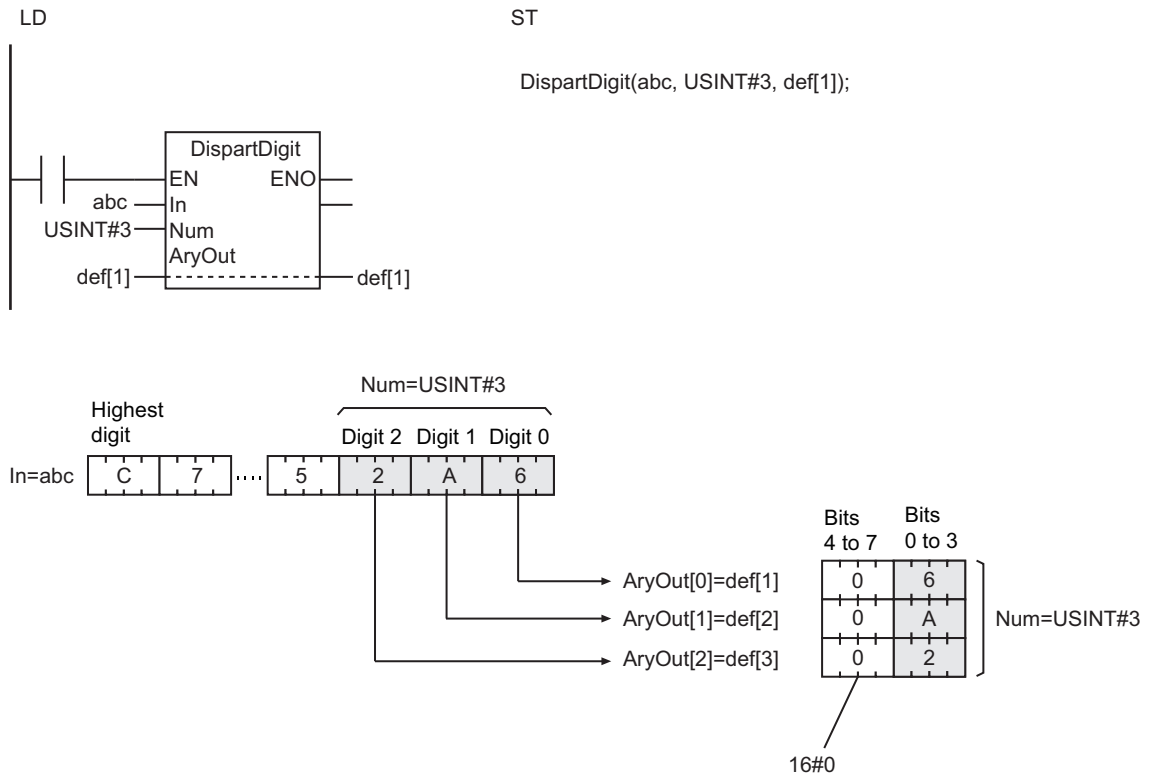 LD
ST
DispartDigit(abc, USINT#3, def[1]);
DispartDigit
EN ENO
abc In
USINT#3 Num
AryOut
def[1] def[1]
Num=USINT#3
Highest
digit
Digit 2 Digit 1 Digit 0
In=abc C 7 ···· 5 2 A 6
Bits
4 to 7
Bits
0 to 3
AryOut[0]=def[1] 0 6
AryOut[1]=def[2] 0 A Num=USINT#3
AryOut[2]=def[3] 0 2
16#0